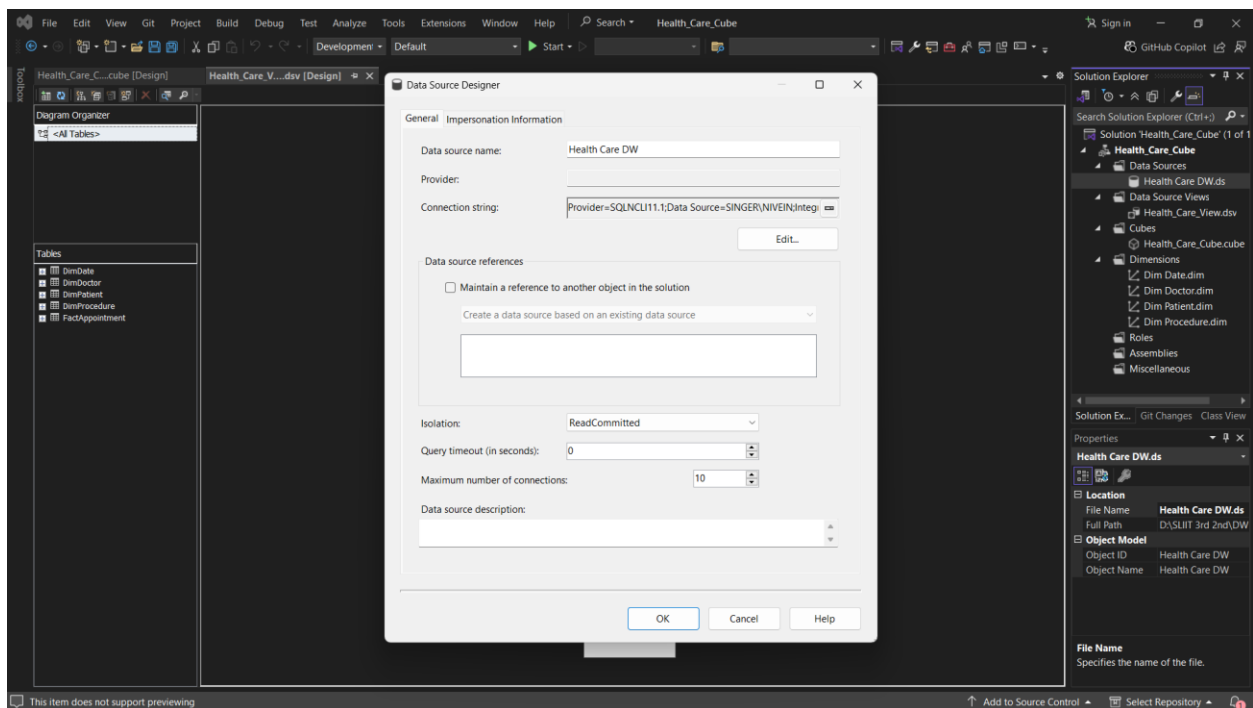 File Edit View Git Project Build Debug Test Analyze Tools Extensions Window Help Search Health_Care_Cube Sign in
Development Default Start GitHub Copilot
Toolbox
Health_Care_C....cube [Design] Health_Care_V....dsv [Design]
Diagram Organizer
<All Tables>
Tables
DimDate
DimDoctor
DimPatient
DimProcedure
FactAppointment
Data Source Designer
General Impersonation Information
Data source name: Health Care DW
Provider:
Connection string: Provider=SQLNCLI11.1;Data Source=SINGER\NIVEIN;Integ
Edit...
Data source references
Maintain a reference to another object in the solution
Create a data source based on an existing data source
Isolation: ReadCommitted
Query timeout (in seconds): 0
Maximum number of connections: 10
Data source description:
OK Cancel Help
Solution Explorer
Search Solution Explorer (Ctrl+;)
Solution 'Health_Care_Cube' (1 of 1
Health_Care_Cube
Data Sources
Health Care DW.ds
Data Source Views
Health_Care_View.dsv
Cubes
Health_Care_Cube.cube
Dimensions
Dim Date.dim
Dim Doctor.dim
Dim Patient.dim
Dim Procedure.dim
Roles
Assemblies
Miscellaneous
Solution Ex... Git Changes Class View
Properties
Health Care DW.ds
Location
File Name Health Care DW.ds
Full Path D:\SLIIT 3rd 2nd\DW
Object Model
Object ID Health Care DW
Object Name Health Care DW
File Name
Specifies the name of the file.
This item does not support previewing Add to Source Control Select Repository